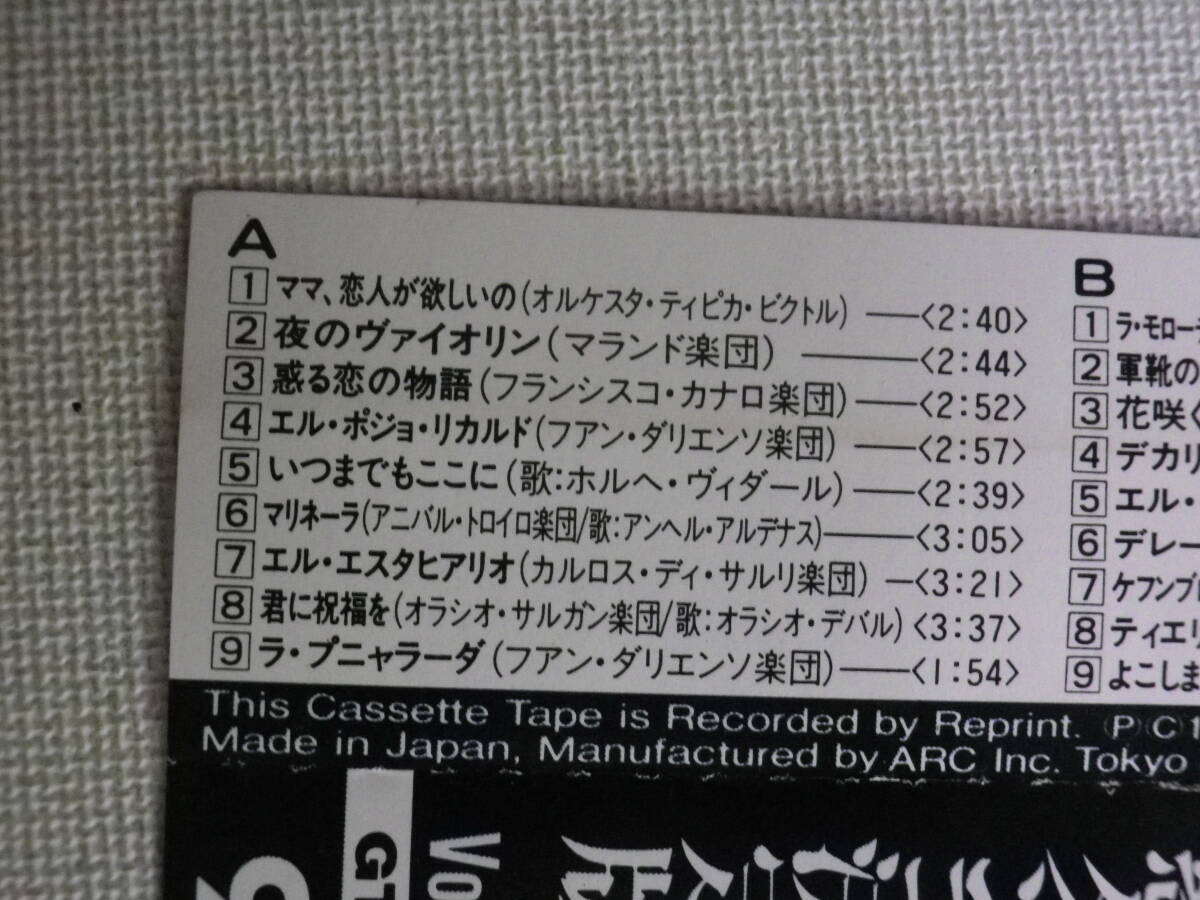 A
1 ママ、恋人が欲しいの(オルケスタ・ティピカ・ビクトル) ―〈2:40〉
2 夜のヴァイオリン(マランド楽団) ―〈2:44〉
3 惑る恋の物語(フランシスコ・カナロ楽団)―〈2:52〉
4 エル・ポジョ・リカルド(フアン・ダリエンソ楽団)―〈2:57〉
5 いつまでもここに(歌:ホルヘ・ヴィダール)―〈2:39〉
6 マリネーラ(アニバル・トロイロ楽団/歌:アンヘル・アルデナス)―〈3:05〉
7 エル・エスタヒアリオ(カルロス・ディ・サルリ楽団)―〈3:21〉
8 君に祝福を(オラシオ・サルガン楽団/歌:オラシオ・デバル)〈3:37〉
9 ラ・プニャラーダ(フアン・ダリエンソ楽団)―〈1:54〉
B
1 ラ・モロー
2 軍靴の
3 花咲く
4 デカリ
5 エル・
6 デレー
7 ケフンブ
8 ティエリ
9 よこしま
This Cassette Tape is Recorded by Reprint. (P)(C)1
Made in Japan, Manufactured by ARC Inc. Tokyo
GT
Vo